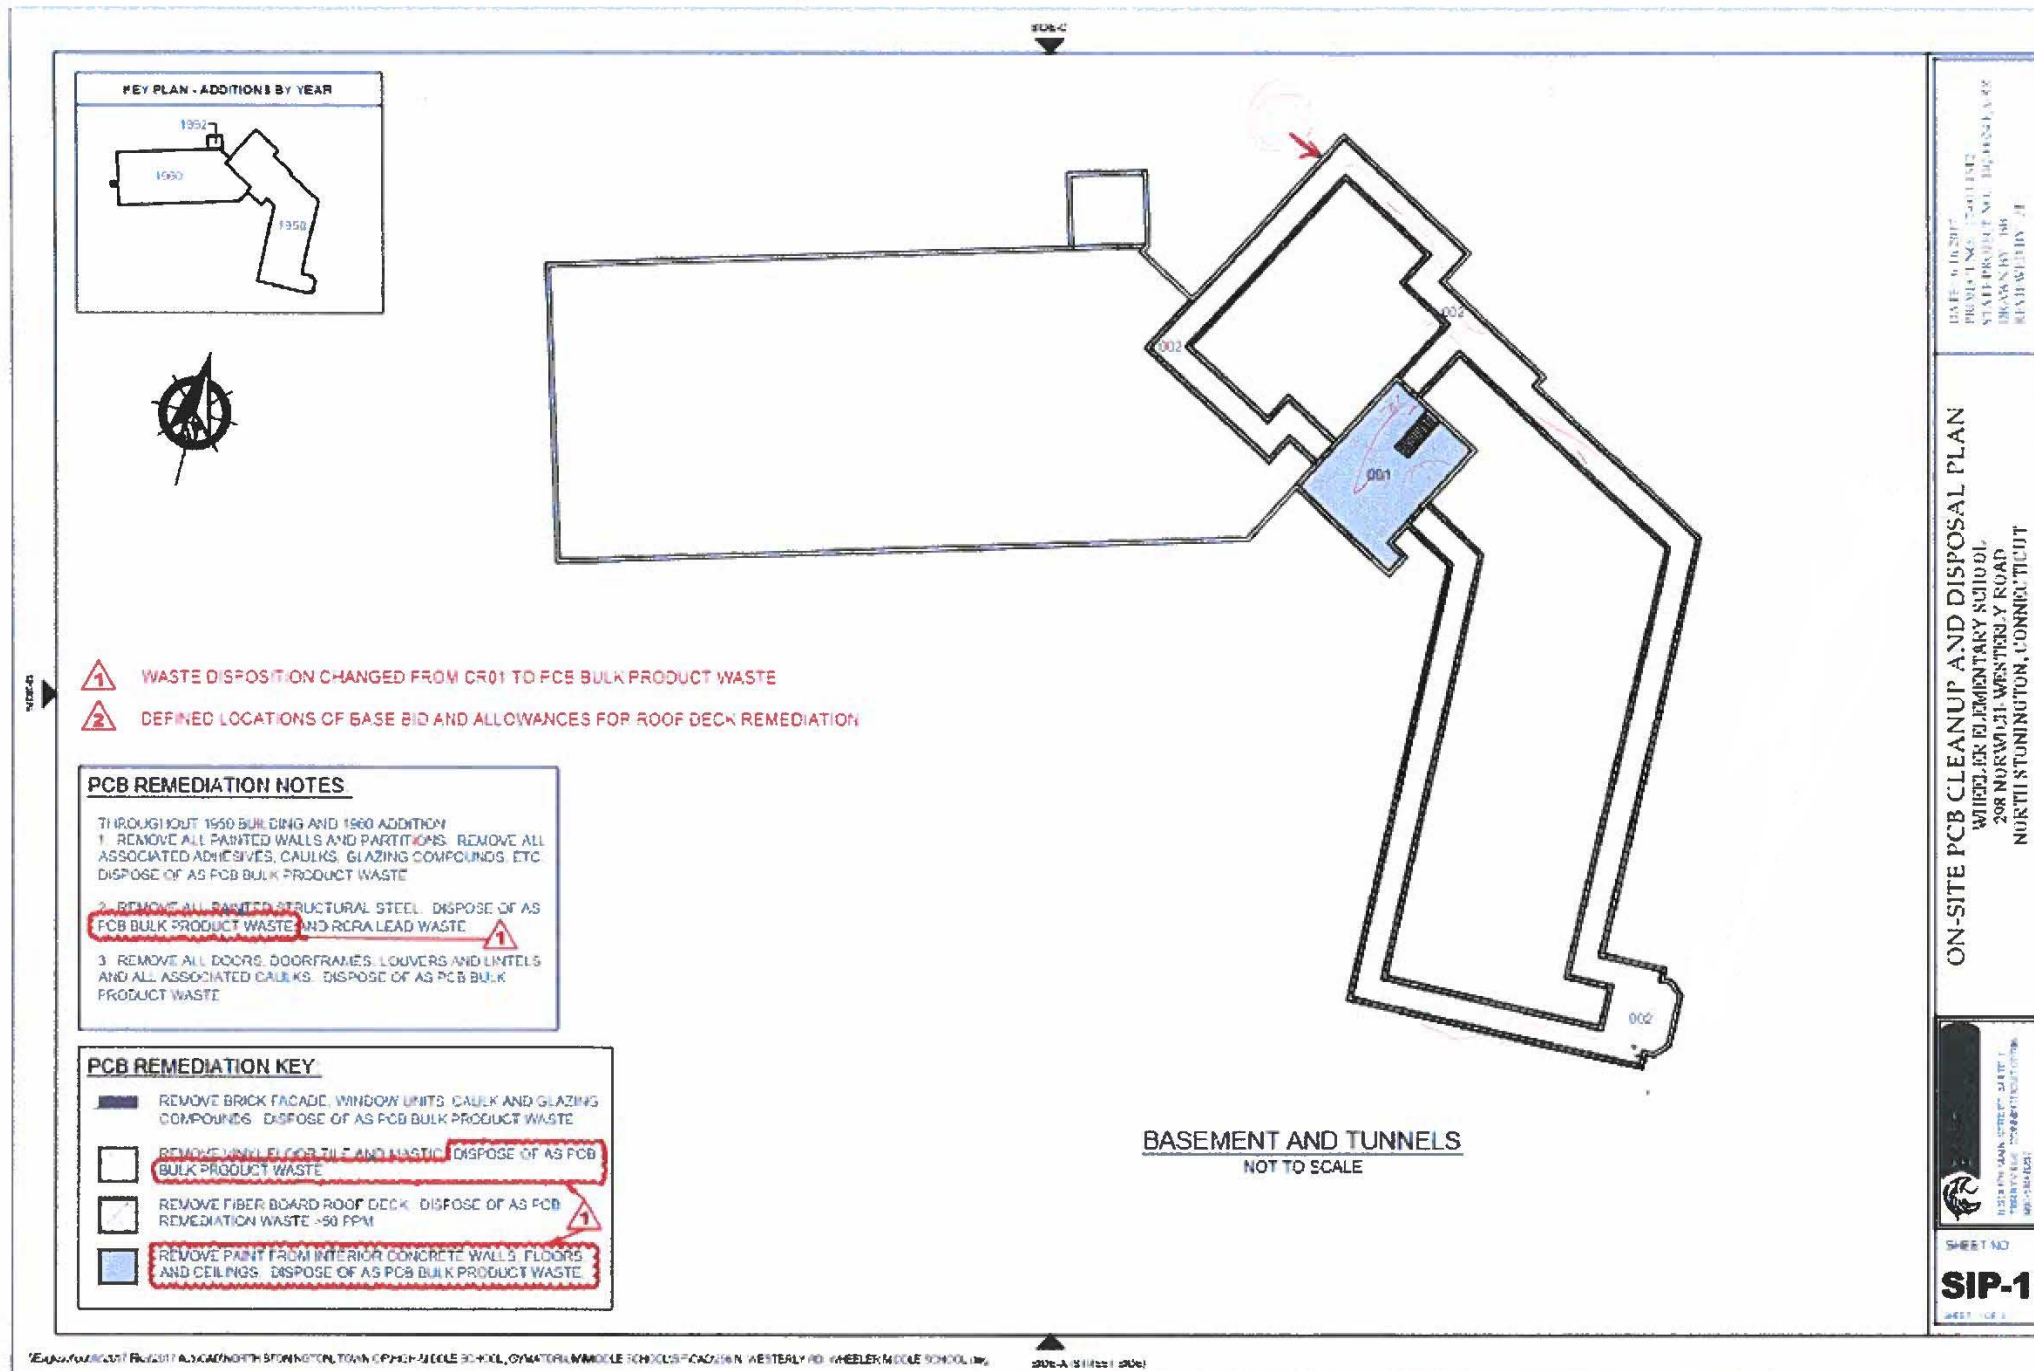 SIDE-C
KEY PLAN - ADDITIONS BY YEAR
1992
1960
1950
002
002
001
002
1 WASTE DISPOSITION CHANGED FROM CR01 TO PCB BULK PRODUCT WASTE
2 DEFINED LOCATIONS OF BASE BID AND ALLOWANCES FOR ROOF DECK REMEDIATION
PCB REMEDIATION NOTES
THROUGHOUT 1950 BUILDING AND 1960 ADDITION
1. REMOVE ALL PAINTED WALLS AND PARTITIONS. REMOVE ALL
ASSOCIATED ADHESIVES, CAULKS, GLAZING COMPOUNDS, ETC.
DISPOSE OF AS PCB BULK PRODUCT WASTE
2. REMOVE ALL PAINTED STRUCTURAL STEEL. DISPOSE OF AS
PCB BULK PRODUCT WASTE AND RCRA LEAD WASTE
1
3. REMOVE ALL DOORS, DOORFRAMES, LOUVERS AND LINTELS
AND ALL ASSOCIATED CAULKS. DISPOSE OF AS PCB BULK
PRODUCT WASTE
PCB REMEDIATION KEY
REMOVE BRICK FACADE, WINDOW UNITS, CAULK AND GLAZING
COMPOUNDS. DISPOSE OF AS PCB BULK PRODUCT WASTE
REMOVE VINYL FLOOR TILE AND MASTIC. DISPOSE OF AS PCB
BULK PRODUCT WASTE
REMOVE FIBER BOARD ROOF DECK. DISPOSE OF AS PCB
REMEDIATION WASTE >50 PPM
1
REMOVE PAINT FROM INTERIOR CONCRETE WALLS, FLOORS
AND CEILINGS. DISPOSE OF AS PCB BULK PRODUCT WASTE
BASEMENT AND TUNNELS
NOT TO SCALE
SIDE-A (STREET SIDE)
ON-SITE PCB CLEANUP AND DISPOSAL PLAN
WHEELER ELEMENTARY SCHOOL
298 NORWICH-WESTERLY ROAD
NORTH STONINGTON, CONNECTICUT
SHEET NO
SIP-1